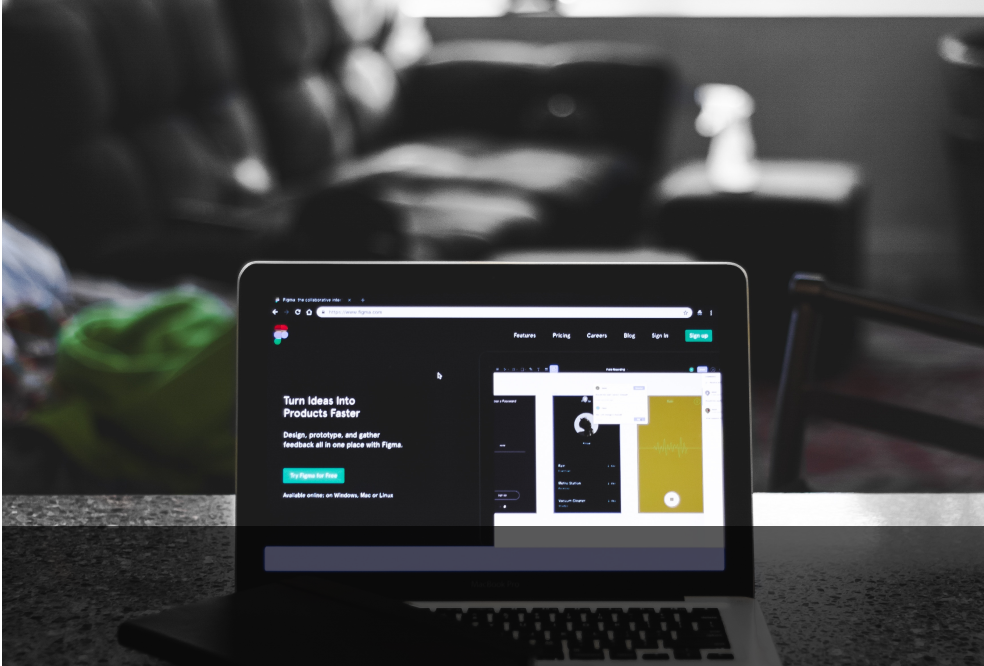 Figma: the collaborative inter
https://www.figma.com
Features Pricing Careers Blog Sign In Sign up
Turn Ideas Into
Products Faster
Design, prototype, and gather
feedback all in one place with Figma.
Try Figma for Free
Available online: on Windows, Mac or Linux